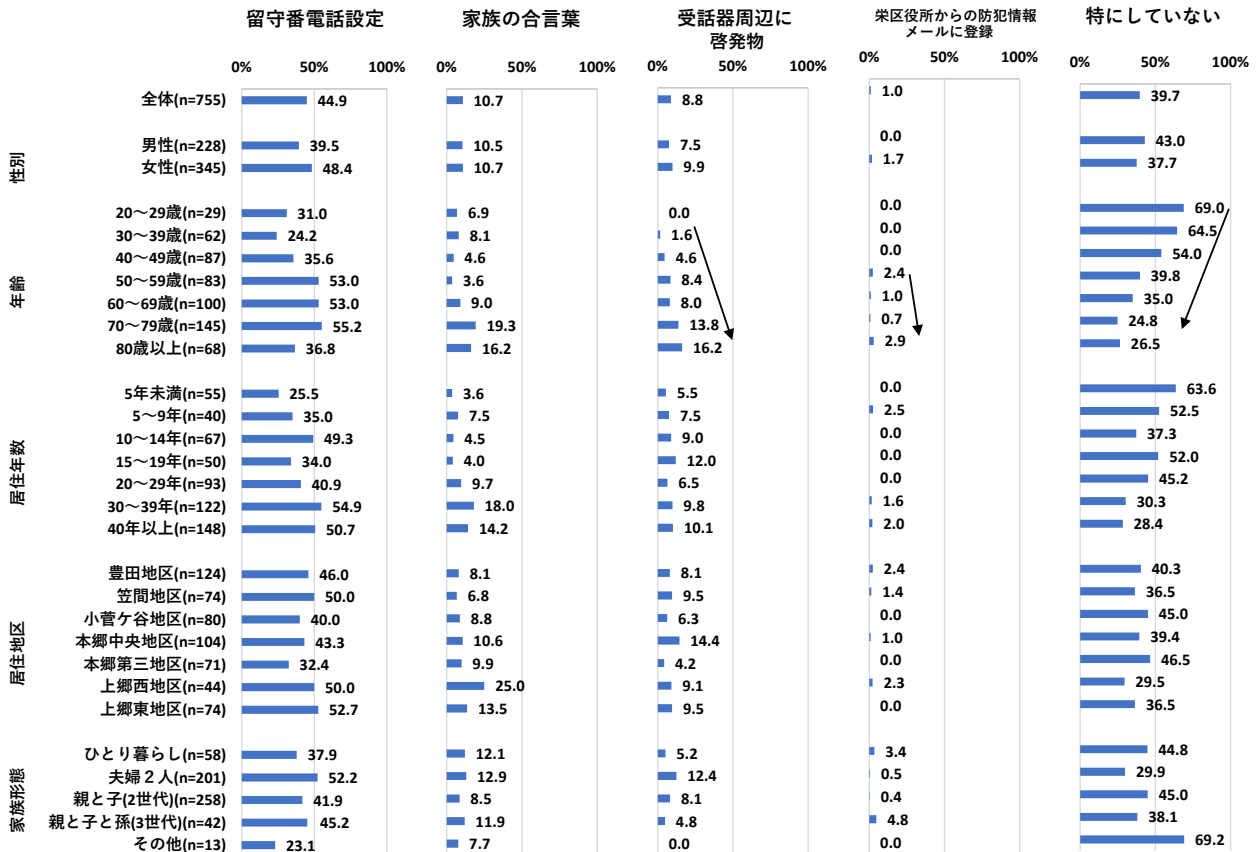 留守番電話設定 家族の合言葉 受話器周辺に啓発物 栄区役所からの防犯情報メールに登録 特にしていない
0% 50% 100% 0% 50% 100% 0% 50% 100% 0% 50% 100% 0% 50% 100%
全体(n=755) 44.9 10.7 8.8 1.0 39.7
性別
男性(n=228) 39.5 10.5 7.5 0.0 43.0
女性(n=345) 48.4 10.7 9.9 1.7 37.7
年齢
20～29歳(n=29) 31.0 6.9 0.0 0.0 69.0
30～39歳(n=62) 24.2 8.1 1.6 0.0 64.5
40～49歳(n=87) 35.6 4.6 4.6 0.0 54.0
50～59歳(n=83) 53.0 3.6 8.4 2.4 39.8
60～69歳(n=100) 53.0 9.0 8.0 1.0 35.0
70～79歳(n=145) 55.2 19.3 13.8 0.7 24.8
80歳以上(n=68) 36.8 16.2 16.2 2.9 26.5
居住年数
5年未満(n=55) 25.5 3.6 5.5 0.0 63.6
5～9年(n=40) 35.0 7.5 7.5 2.5 52.5
10～14年(n=67) 49.3 4.5 9.0 0.0 37.3
15～19年(n=50) 34.0 4.0 12.0 0.0 52.0
20～29年(n=93) 40.9 9.7 6.5 0.0 45.2
30～39年(n=122) 54.9 18.0 9.8 1.6 30.3
40年以上(n=148) 50.7 14.2 10.1 2.0 28.4
居住地区
豊田地区(n=124) 46.0 8.1 8.1 2.4 40.3
笠間地区(n=74) 50.0 6.8 9.5 1.4 36.5
小菅ケ谷地区(n=80) 40.0 8.8 6.3 0.0 45.0
本郷中央地区(n=104) 43.3 10.6 14.4 1.0 39.4
本郷第三地区(n=71) 32.4 9.9 4.2 0.0 46.5
上郷西地区(n=44) 50.0 25.0 9.1 2.3 29.5
上郷東地区(n=74) 52.7 13.5 9.5 0.0 36.5
家族形態
ひとり暮らし(n=58) 37.9 12.1 5.2 3.4 44.8
夫婦２人(n=201) 52.2 12.9 12.4 0.5 29.9
親と子(2世代)(n=258) 41.9 8.5 8.1 0.4 45.0
親と子と孫(3世代)(n=42) 45.2 11.9 4.8 4.8 38.1
その他(n=13) 23.1 7.7 0.0 0.0 69.2